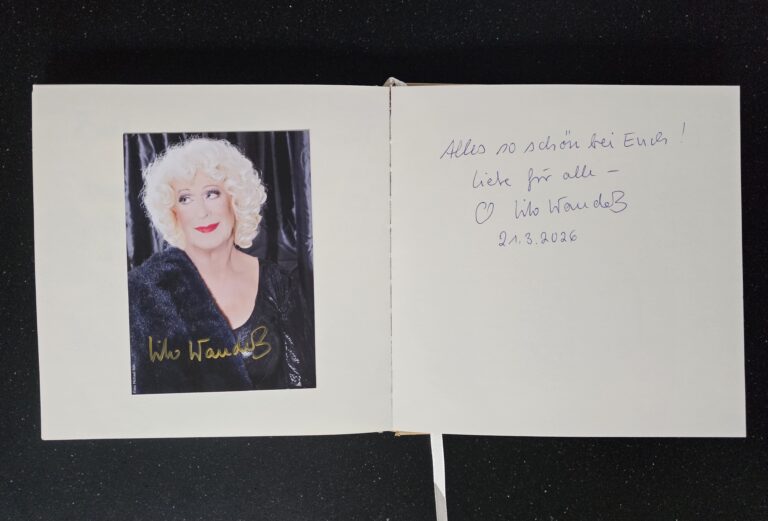 Lilo Wanders
Alles so schön bei Euch!
Liebe für alle –
♡ Lilo Wanders
21.3.2026